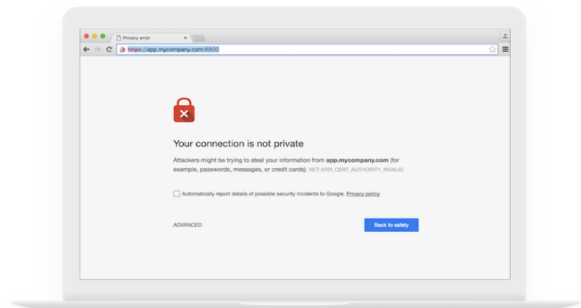 Privacy error
https://app.mycompany.com:8800
Your connection is not private
Attackers might be trying to steal your information from app.mycompany.com (for
example, passwords, messages, or credit cards). NET::ERR_CERT_AUTHORITY_INVALID
Automatically report details of possible security incidents to Google. Privacy policy
ADVANCED
Back to safety